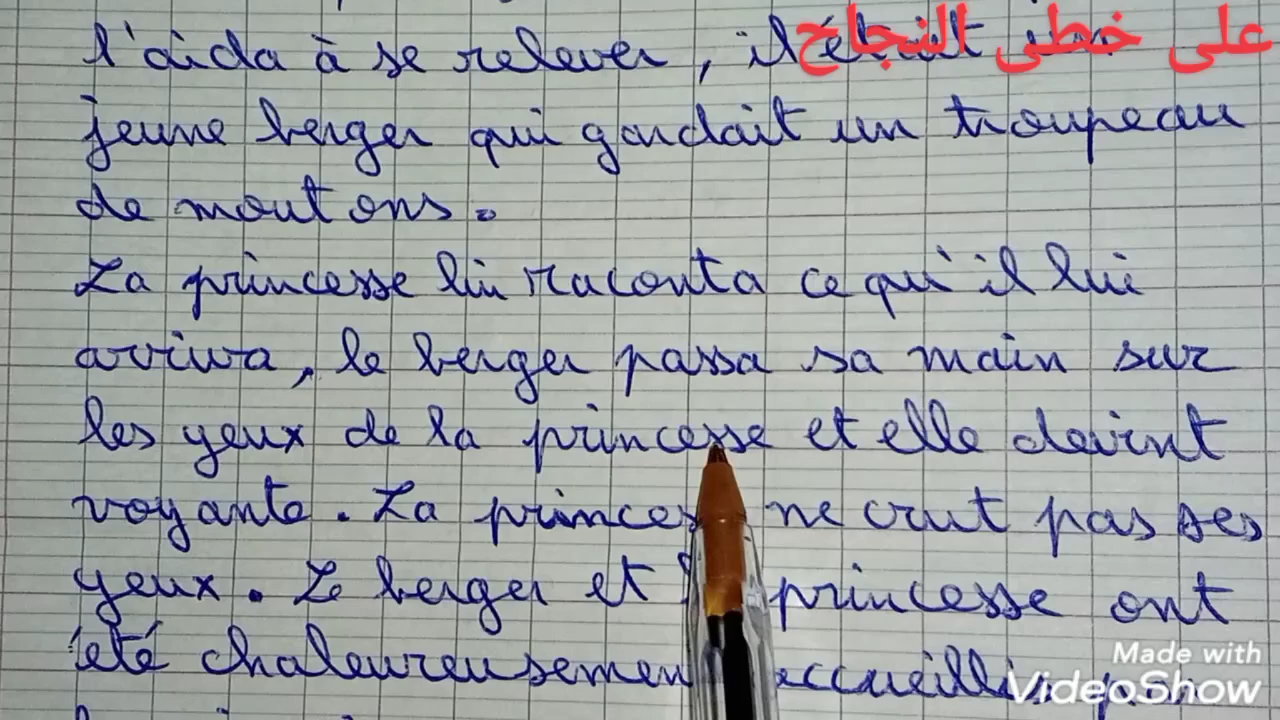 على خطى النجاح
l'aida à se relever, il était un
jeune berger qui gardait un troupeau
de moutons.
La princesse lui raconta ce qu'il lui
arriva, le berger passa sa main sur
les yeux de la princesse et elle devint
voyante. La princes ne crut pas ses
yeux. Le berger et princesse ont
été chaleureusemen accueillis par
Made with
VideoShow